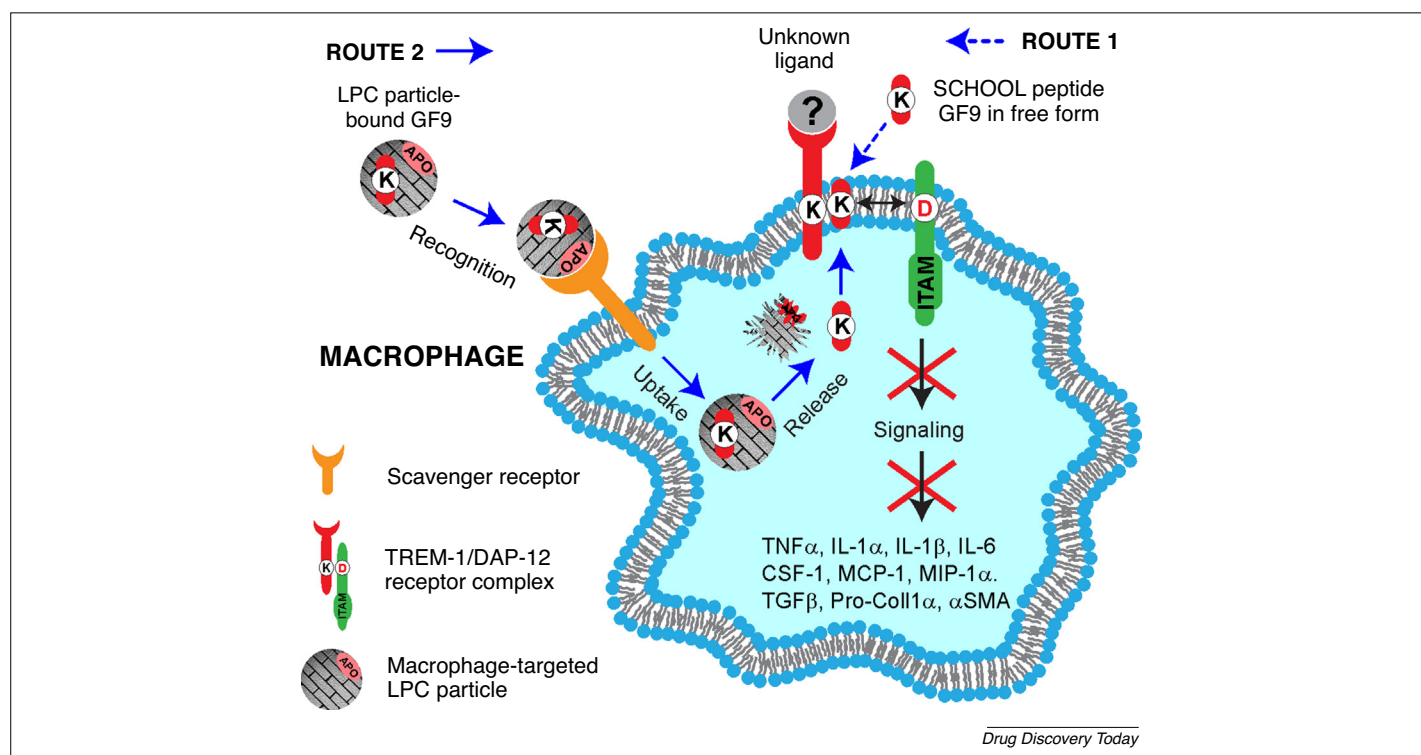 ROUTE 2
LPC particle-
bound GF9
APO
K
Recognition
K
APO
Unknown
ligand
?
ROUTE 1
K
SCHOOL peptide
GF9 in free form
K
K
D
ITAM
MACROPHAGE
Uptake
K
APO
Release
K
Signaling
TNFα, IL-1α, IL-1β, IL-6
CSF-1, MCP-1, MIP-1α.
TGFβ, Pro-Coll1α, αSMA
Scavenger receptor
K
D
ITAM
TREM-1/DAP-12
receptor complex
APO
Macrophage-targeted
LPC particle
Drug Discovery Today